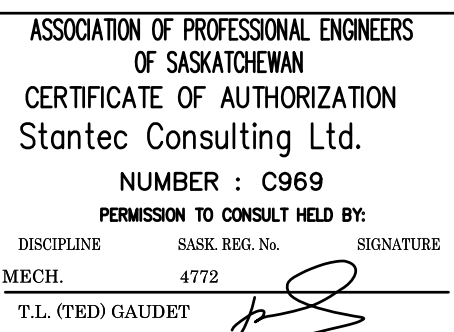 ASSOCIATION OF PROFESSIONAL ENGINEERS
OF SASKATCHEWAN
CERTIFICATE OF AUTHORIZATION
Stantec Consulting Ltd.
NUMBER : C969
PERMISSION TO CONSULT HELD BY:
DISCIPLINE SASK. REG. No. SIGNATURE
MECH. 4772
T.L. (TED) GAUDET